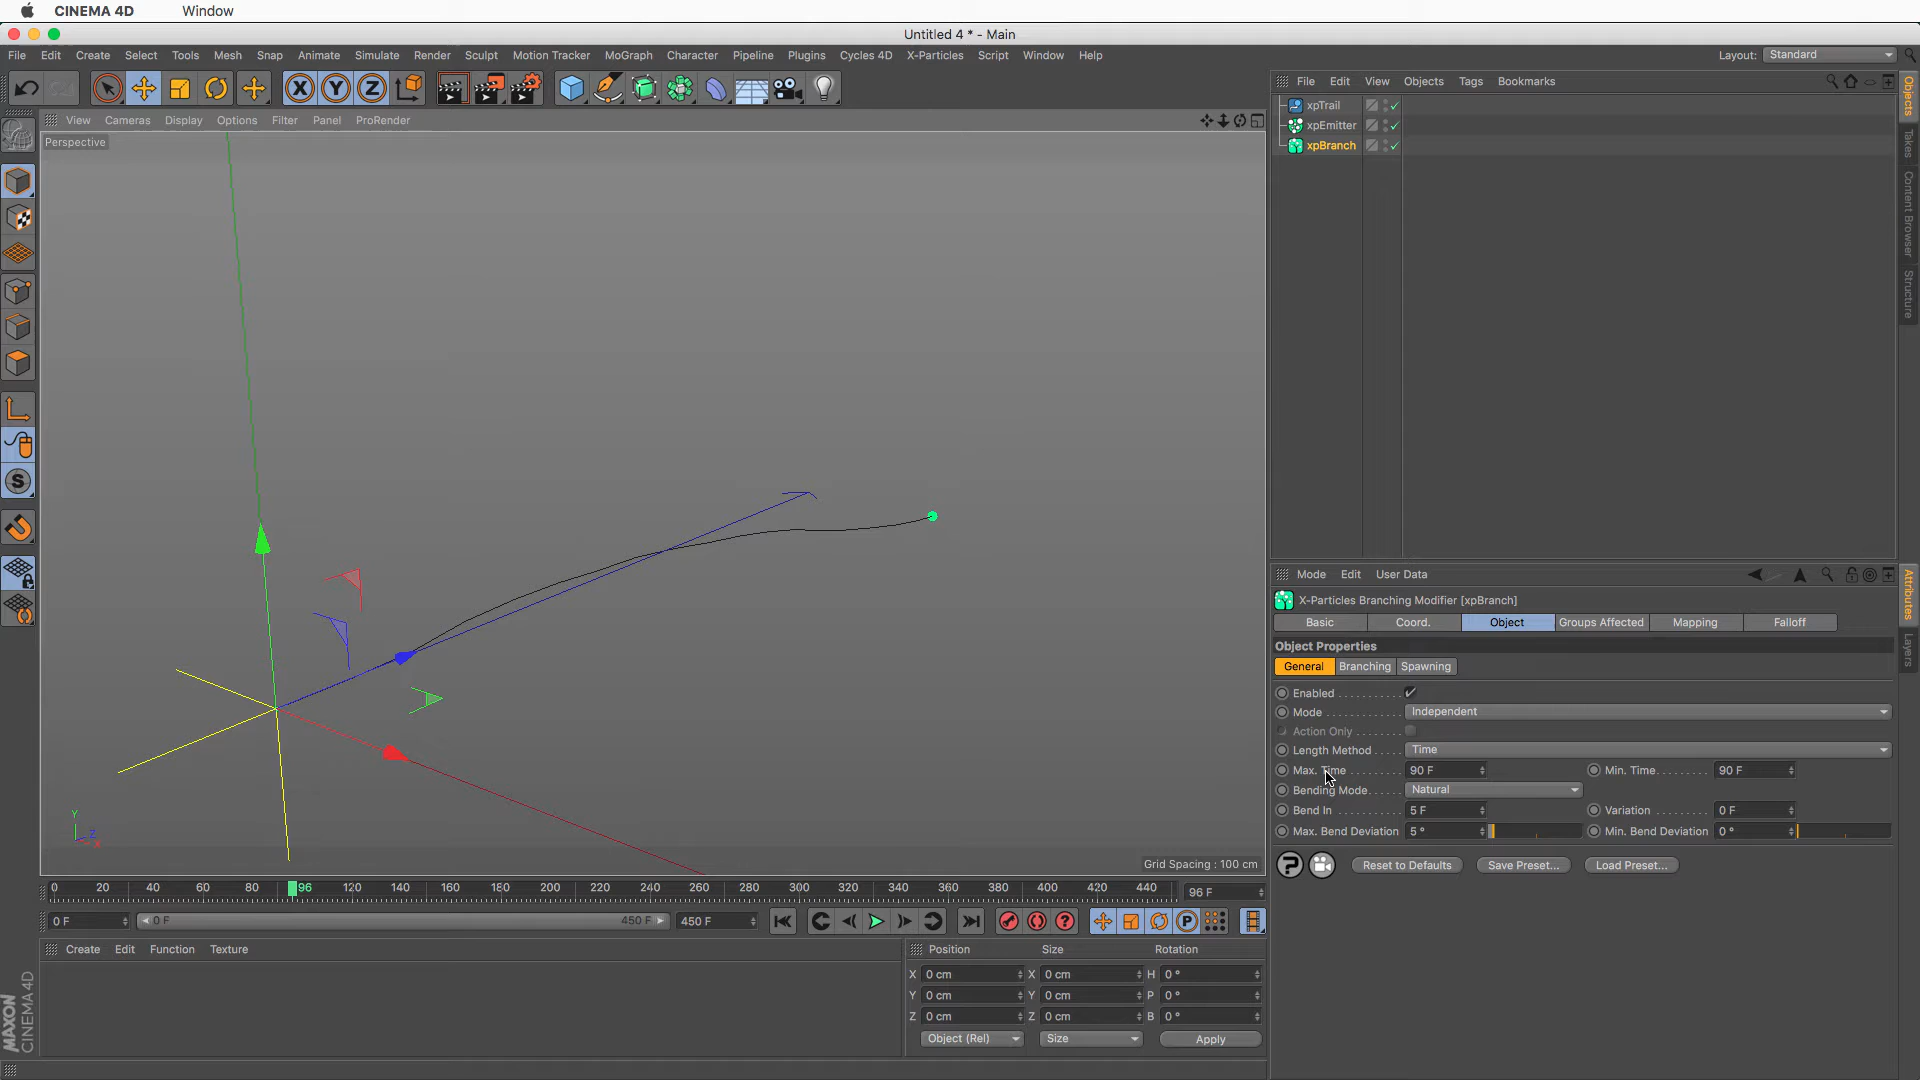 CINEMA 4D Window
Untitled 4 * - Main
File Edit Create Select Tools Mesh Snap Animate Simulate Render Sculpt Motion Tracker MoGraph Character Pipeline Plugins Cycles 4D X-Particles Script Window Help Layout: Standard
X Y Z
File Edit View Objects Tags Bookmarks
xpTrail
xpEmitter
xpBranch
View Cameras Display Options Filter Panel ProRender
Perspective
Y
Z
X
Grid Spacing : 100 cm
Objects
Takes
Content Browser
Structure
Mode Edit User Data
X-Particles Branching Modifier [xpBranch]
Basic Coord. Object Groups Affected Mapping Falloff
Object Properties
General Branching Spawning
Enabled
Mode Independent
Action Only
Length Method Time
Max. Time 90 F Min. Time 90 F
Bending Mode Natural
Bend In 5 F Variation 0 F
Max. Bend Deviation 5 ° Min. Bend Deviation 0 °
Reset to Defaults Save Preset... Load Preset...
Attributes
Layers
0 20 40 60 80 96 120 140 160 180 200 220 240 260 280 300 320 340 360 380 400 420 440 96 F
0 F 0 F 450 F 450 F
Create Edit Function Texture
Position Size Rotation
X 0 cm X 0 cm H 0 °
Y 0 cm Y 0 cm P 0 °
Z 0 cm Z 0 cm B 0 °
Object (Rel) Size Apply
MAXON
CINEMA 4D